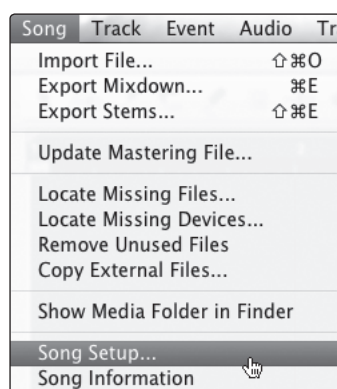 Song Track Event Audio Tr
Import File... ⇧⌘O
Export Mixdown... ⌘E
Export Stems... ⇧⌘E
Update Mastering File...
Locate Missing Files...
Locate Missing Devices...
Remove Unused Files
Copy External Files...
Show Media Folder in Finder
Song Setup...
Song Information